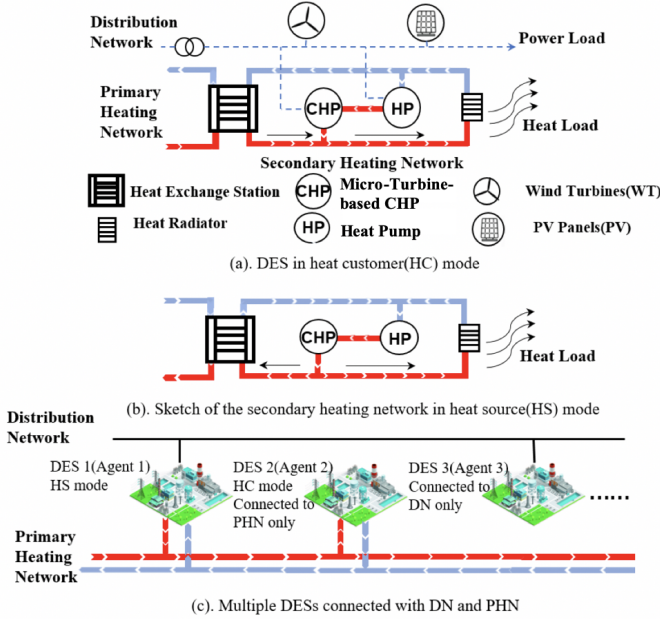 Distribution
Network
Power Load
Primary
Heating
Network
CHP
HP
Heat Load
Secondary Heating Network
Heat Exchange Station
CHP
Micro-Turbine-
based CHP
Wind Turbines(WT)
Heat Radiator
HP
Heat Pump
PV Panels(PV)
(a). DES in heat customer(HC) mode
CHP
HP
Heat Load
(b). Sketch of the secondary heating network in heat source(HS) mode
Distribution
Network
DES 1(Agent 1)
HS mode
DES 2(Agent 2)
HC mode
Connected to
PHN only
DES 3(Agent 3)
Connected to
DN only
......
Primary
Heating
Network
(c). Multiple DESs connected with DN and PHN